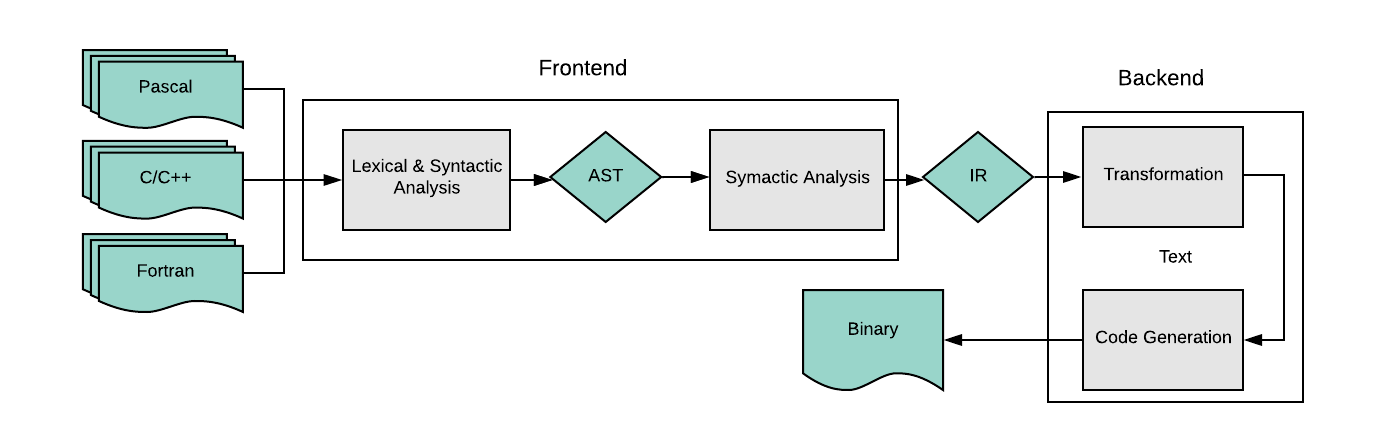 Frontend
Backend
Pascal
C/C++
Fortran
Lexical & Syntactic
Analysis
AST
Symactic Analysis
IR
Transformation
Text
Code Generation
Binary